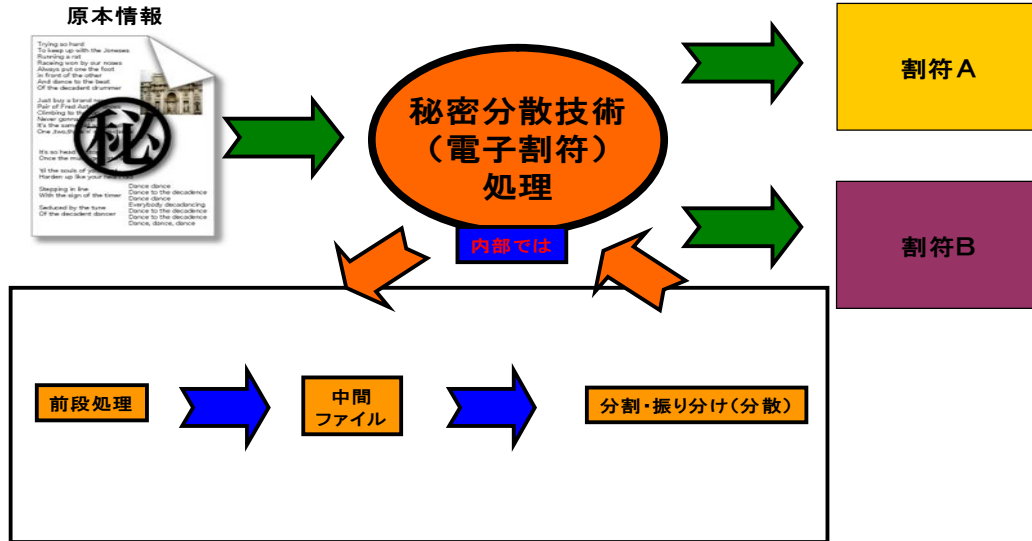 原本情報
Trying so hard
To keep up with the Joneses
Running a rat
Raceing won by our noses
Always put one the foot
in front of the other
And dance to the beat
Of the decadent drummer
Just buy a brand
Pair of Fred
Climbing to
Never
It's the
One ,two,
It's so
Once the
'til the souls of
Harden up like your
Stepping in line
With the sign of the timer
Seduced by the tune
Of the decadent dancer
Dance dance
Dance to the decadence
Dance dance
Everybody decadancing
Dance to the decadence
Dance to the decadence
Dance, dance, dance
秘
秘密分散技術
（電子割符）
処理
内部では
割符A
割符B
前段処理
中間
ファイル
分割・振り分け（分散）